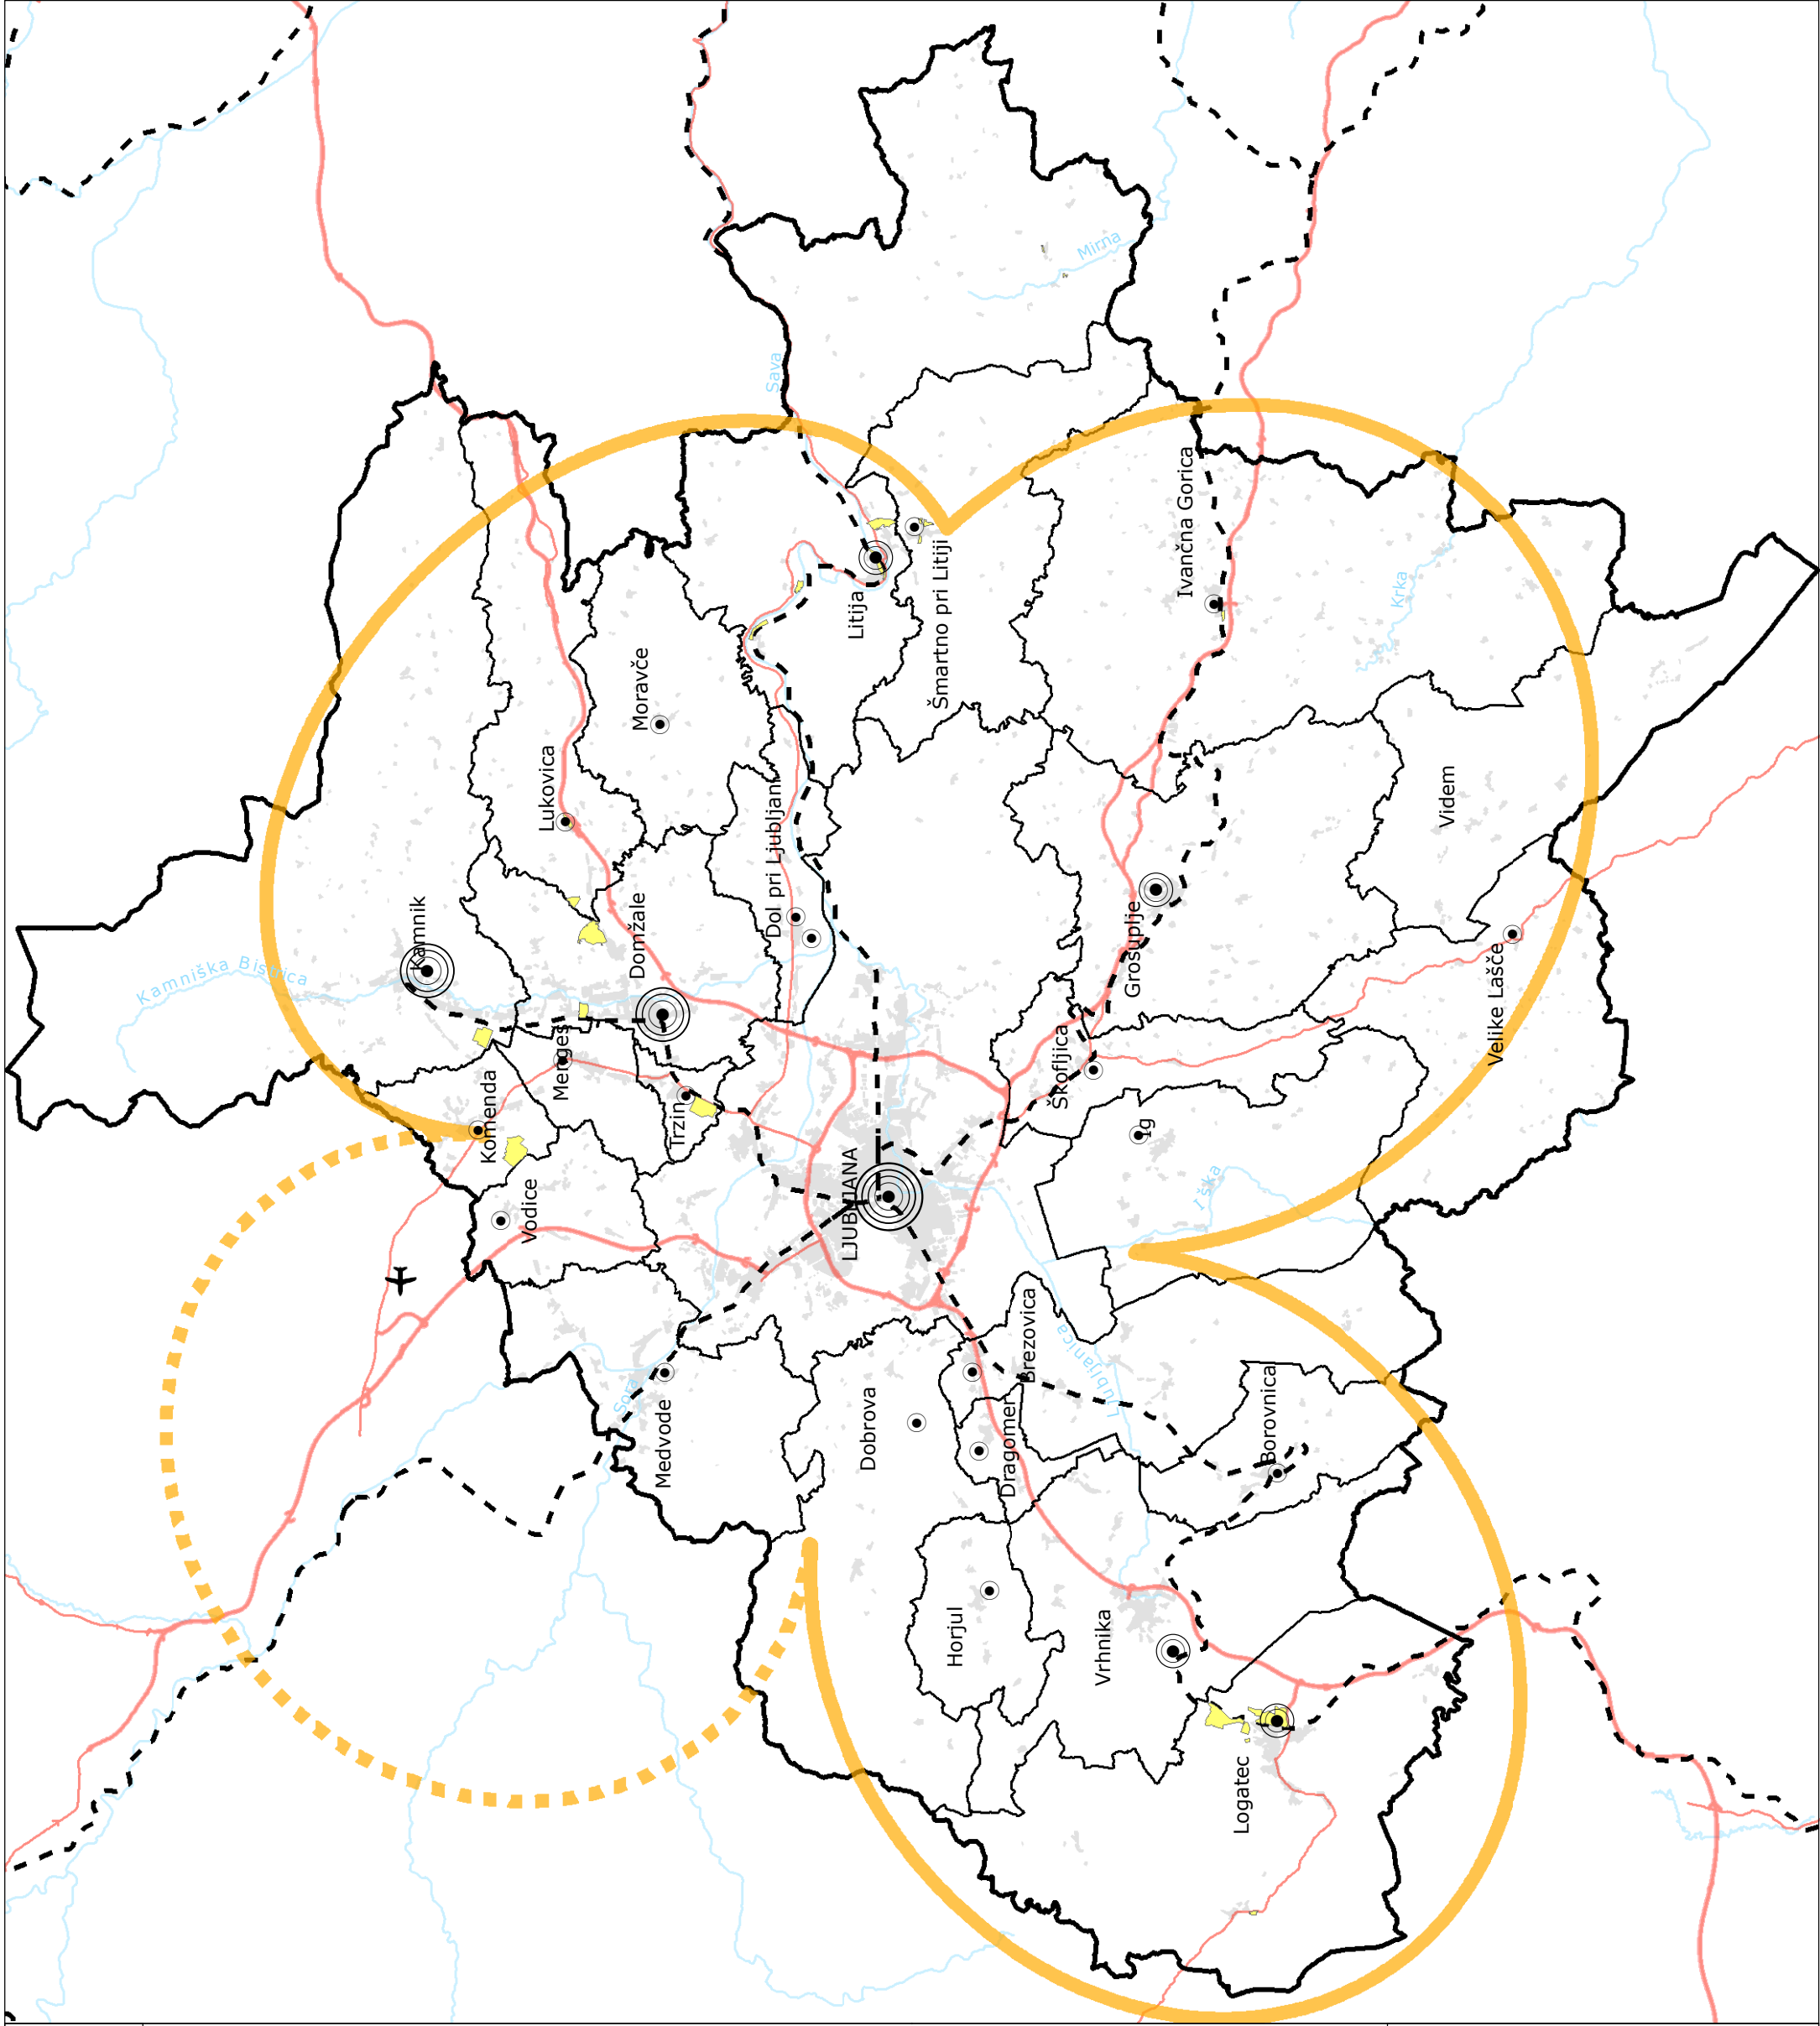 Kamniška Bistrica
Kamnik
Komenda
Mengeš
Vodice
Lukovica
Domžale
Moravče
Trzin
Medvode
Sora
Dol pri Ljubljani
Sava
Litija
Šmartno pri Litiji
Mirna
LJUBLJANA
Dobrova
Horjul
Dragomer
Brezovica
Ljubljanica
Škofljica
Ig
Iška
Grosuplje
Ivančna Gorica
Krka
Videm
Velike Lašče
Borovnica
Vrhnika
Logatec